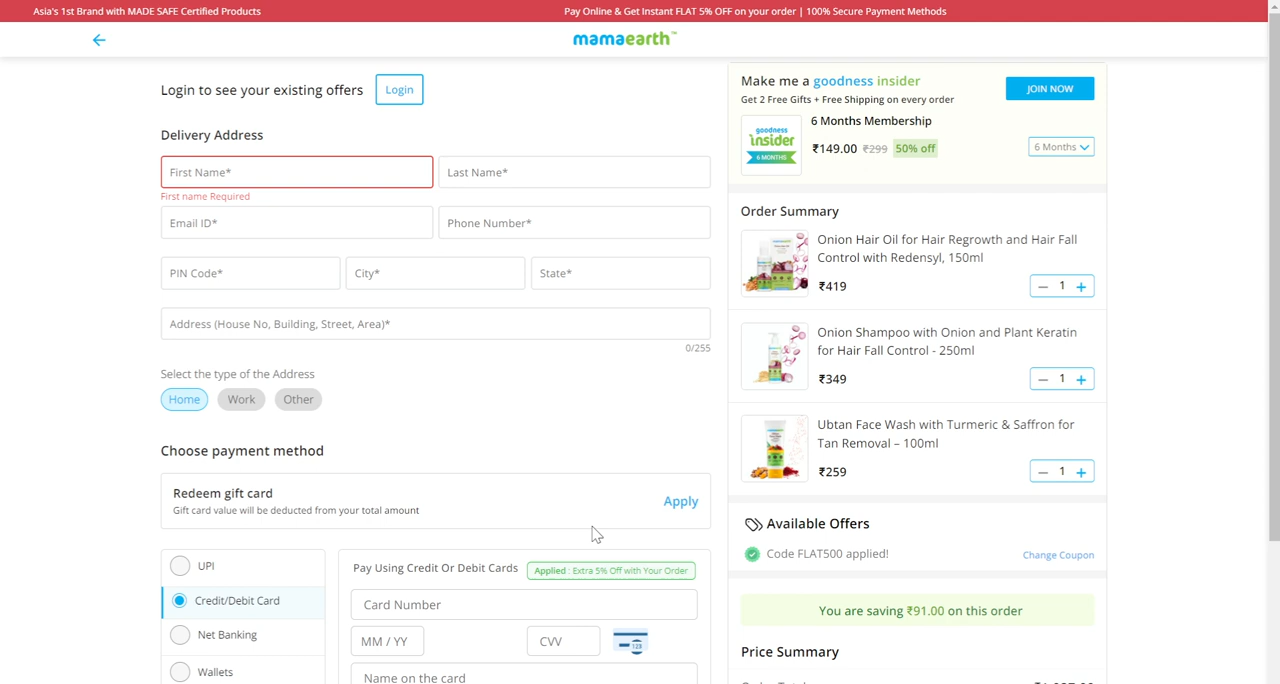 Asia's 1st Brand with MADE SAFE Certified Products
Pay Online & Get Instant FLAT 5% OFF on your order | 100% Secure Payment Methods
mamaearth™
Login to see your existing offers
Login
Delivery Address
First Name*
Last Name*
First name Required
Email ID*
Phone Number*
PIN Code*
City*
State*
Address (House No, Building, Street, Area)*
0/255
Select the type of the Address
Home
Work
Other
Choose payment method
Redeem gift card
Gift card value will be deducted from your total amount
Apply
UPI
Credit/Debit Card
Net Banking
Wallets
Pay Using Credit Or Debit Cards
Applied : Extra 5% Off with Your Order
Card Number
MM / YY
CVV
123
Name on the card
Make me a goodness insider
Get 2 Free Gifts + Free Shipping on every order
JOIN NOW
goodness
insider
6 MONTHS
6 Months Membership
₹149.00 ₹299 50% off
6 Months
Order Summary
Onion Hair Oil for Hair Regrowth and Hair Fall
Control with Redensyl, 150ml
₹419
1
Onion Shampoo with Onion and Plant Keratin
for Hair Fall Control - 250ml
₹349
1
Ubtan Face Wash with Turmeric & Saffron for
Tan Removal – 100ml
₹259
1
Available Offers
Code FLAT500 applied!
Change Coupon
You are saving ₹91.00 on this order
Price Summary